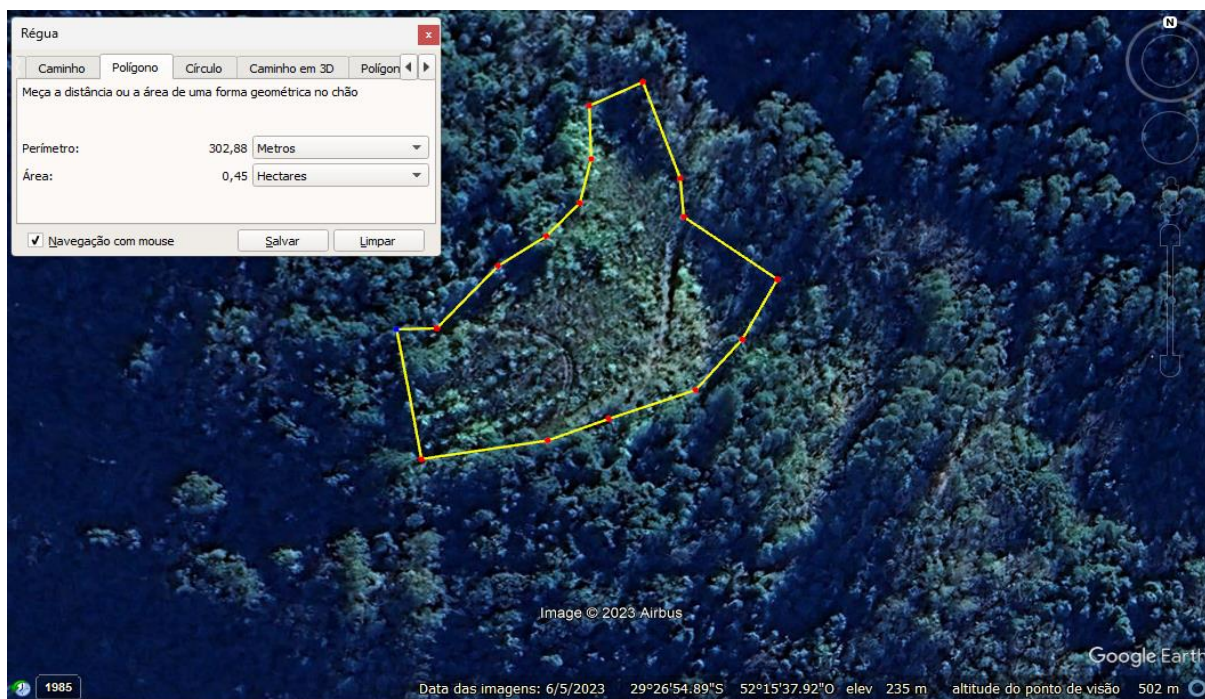 Régua
x
Caminho Polígono Círculo Caminho em 3D Polígon
Meça a distância ou a área de uma forma geométrica no chão
Perímetro: 302,88 Metros
Área: 0,45 Hectares
Navegação com mouse Salvar Limpar
N
Image © 2023 Airbus
Google Earth
1985 Data das imagens: 6/5/2023 29°26'54.89"S 52°15'37.92"O elev 235 m altitude do ponto de visão 502 m